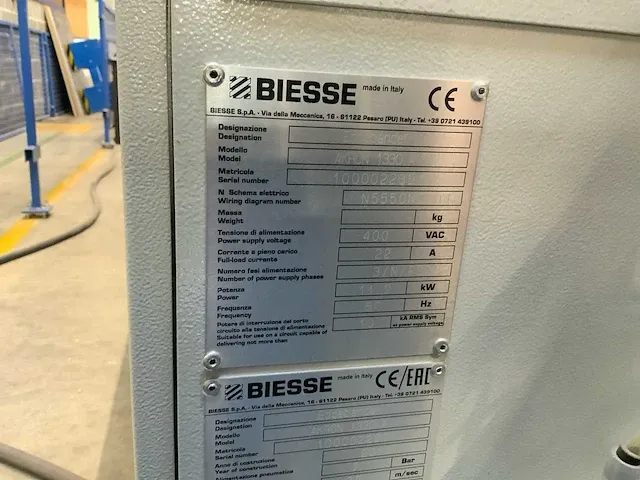 BIESSE made in Italy CE
BIESSE S.p.A. - Via della Meccanica, 16 - 61122 Pesaro (PU) Italy - Tel. +39 0721 439100
Designazione
Designation
Modello
Model
Matricola
Serial number
N Schema elettrico
Wiring diagram number
Massa
Weight kg
Tensione di alimentazione
Power supply voltage 400 VAC
Corrente a pieno carico
Full-load currents 22 A
Numero fasi alimentazione
Number of power supply phases
Potenza
Power kW
Frequenza
Frequency Hz
Potere di interruzione del porto
circuito alla tensione di alimentazione
Suitable for use on a circuit capable of
delivering not more than
kA RMS Sym
at power supply voltage
BIESSE made in Italy CE/EAC
BIESSE S.p.A. - Via della Meccanica, 16 - 61122 Pesaro (PU) Italy - Tel. +39 0721 439100
Designazione
Designation
Modello
Model
Matricola
Serial number
Anno di costruzione
Year of construction Bar
Alimentazione pneumatica m/sec